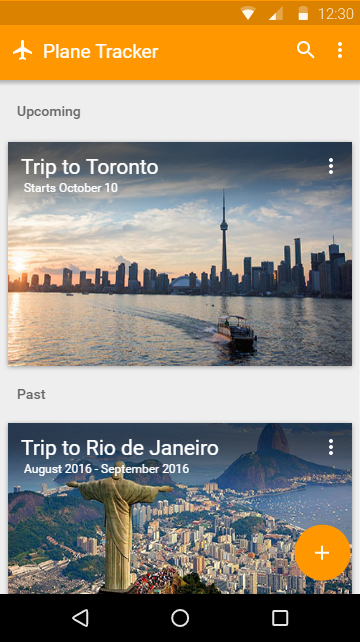 12:30
Plane Tracker
Upcoming
Trip to Toronto
Starts October 10
Past
Trip to Rio de Janeiro
August 2016 - September 2016